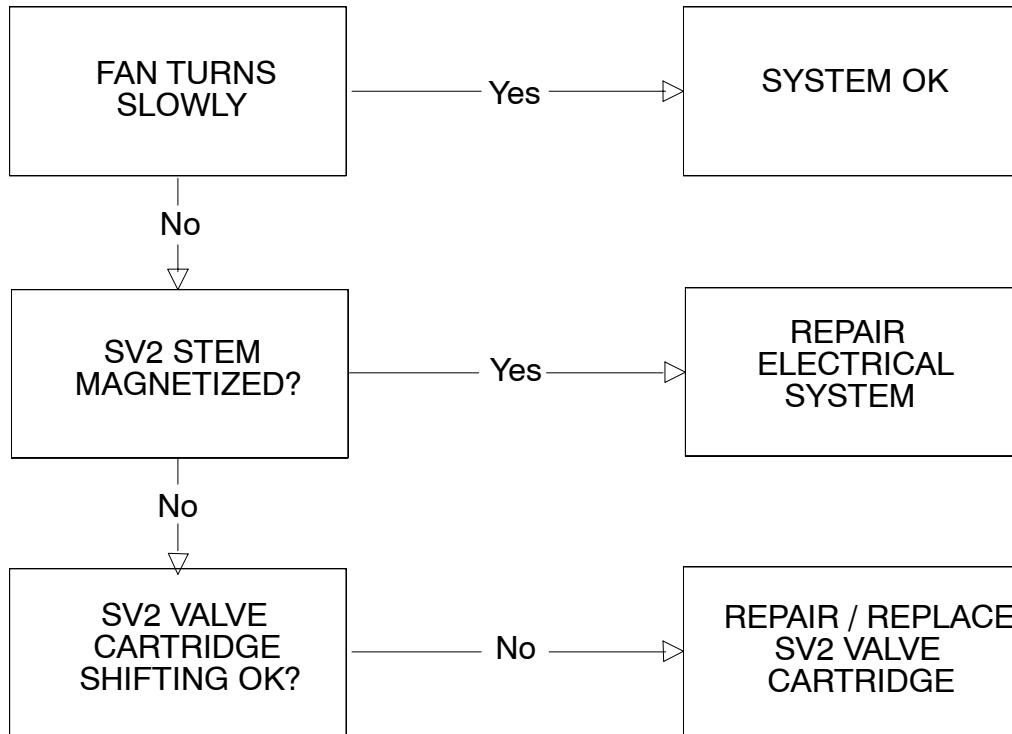 FAN TURNS
SLOWLY
Yes
SYSTEM OK
No
SV2 STEM
MAGNETIZED?
Yes
REPAIR
ELECTRICAL
SYSTEM
No
SV2 VALVE
CARTRIDGE
SHIFTING OK?
No
REPAIR / REPLACE
SV2 VALVE
CARTRIDGE